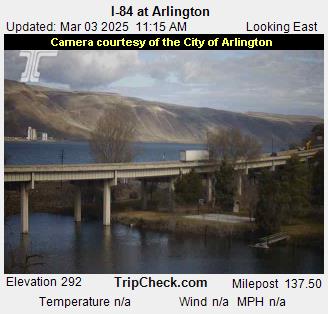 I-84 at Arlington
Updated: Mar 03 2025 11:15 AM Looking East
Camera courtesy of the City of Arlington
Elevation 292 TripCheck.com Milepost 137.50
Temperature n/a Wind n/a MPH n/a